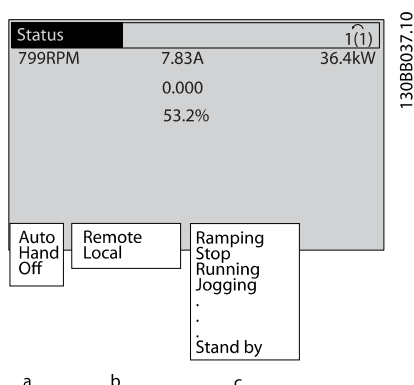 Status 1(1)
799RPM 7.83A 36.4kW
0.000
53.2%
Auto
Hand
Off
Remote
Local
Ramping
Stop
Running
Jogging
.
.
.
Stand by
a b c
130BB037.10